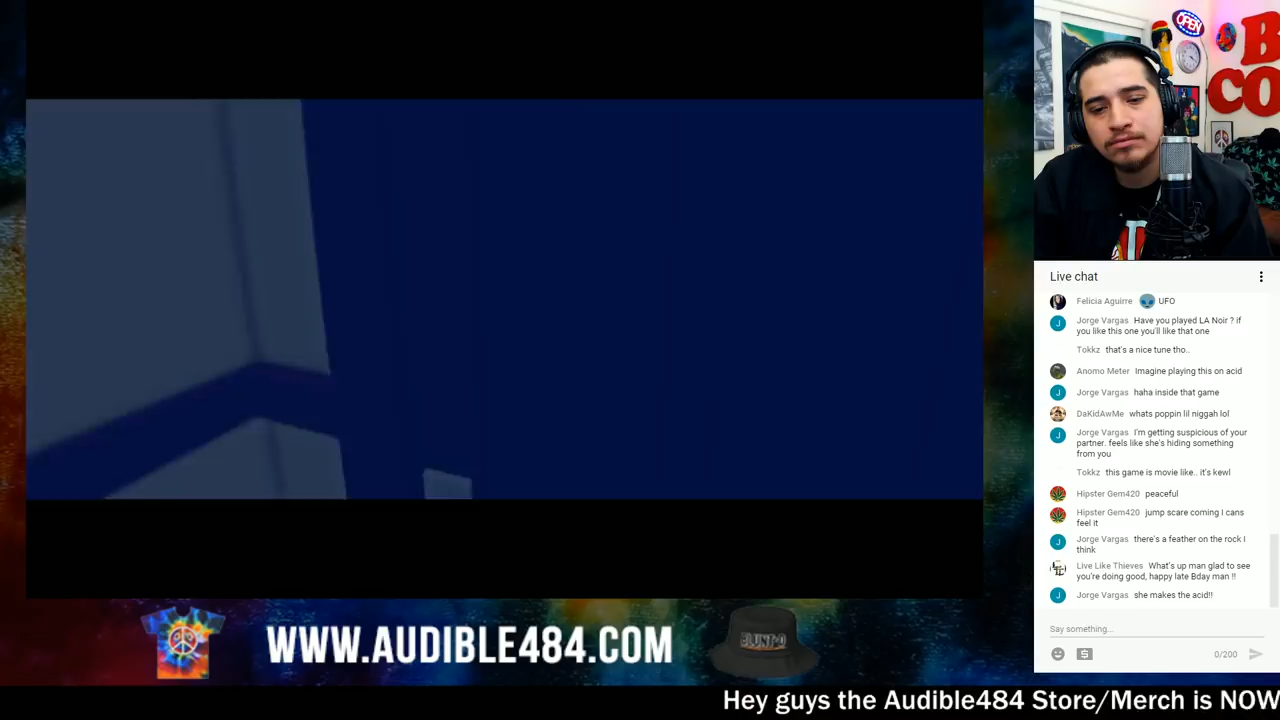 OPEN
B
CO
Live chat
Felicia Aguirre UFO
Jorge Vargas Have you played LA Noir ? if
you like this one you'll like that one
Tokkz that's a nice tune tho..
Anomo Meter Imagine playing this on acid
Jorge Vargas haha inside that game
DaKidAwMe whats poppin lil niggah lol
Jorge Vargas I'm getting suspicious of your
partner. feels like she's hiding something
from you
Tokkz this game is movie like.. it's kewl
Hipster Gem420 peaceful
Hipster Gem420 jump scare coming I cans
feel it
Jorge Vargas there's a feather on the rock I
think
Live Like Thieves What's up man glad to see
you're doing good, happy late Bday man !!
Jorge Vargas she makes the acid!!
Say something...
0/200
WWW.AUDIBLE484.COM
Hey guys the Audible484 Store/Merch is NOW